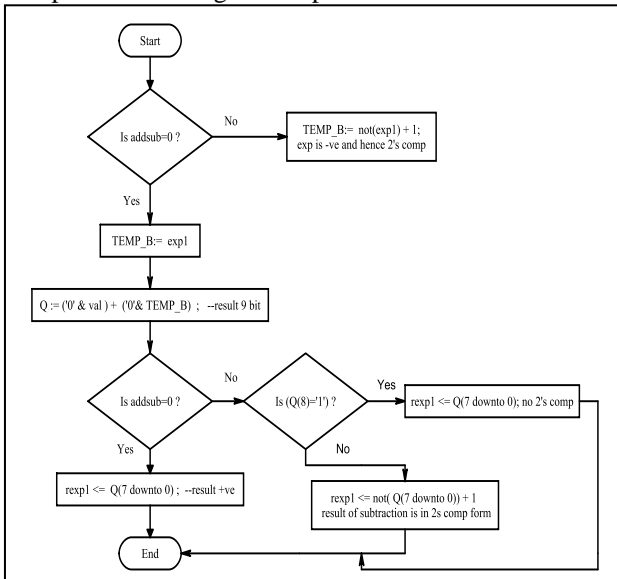 Start
Is addsub=0 ?
No
TEMP_B:= not(exp1) + 1;
exp is -ve and hence 2's comp
Yes
TEMP_B:= exp1
Q := ('0' & val ) + ('0'& TEMP_B) ; --result 9 bit
Is addsub=0 ?
No
Is (Q(8)='1') ?
Yes
rexp1 <= Q(7 downto 0); no 2's comp
Yes
No
rexp1 <= Q(7 downto 0) ; --result +ve
rexp1 <= not( Q(7 downto 0)) + 1
result of subtraction is in 2s comp form
End